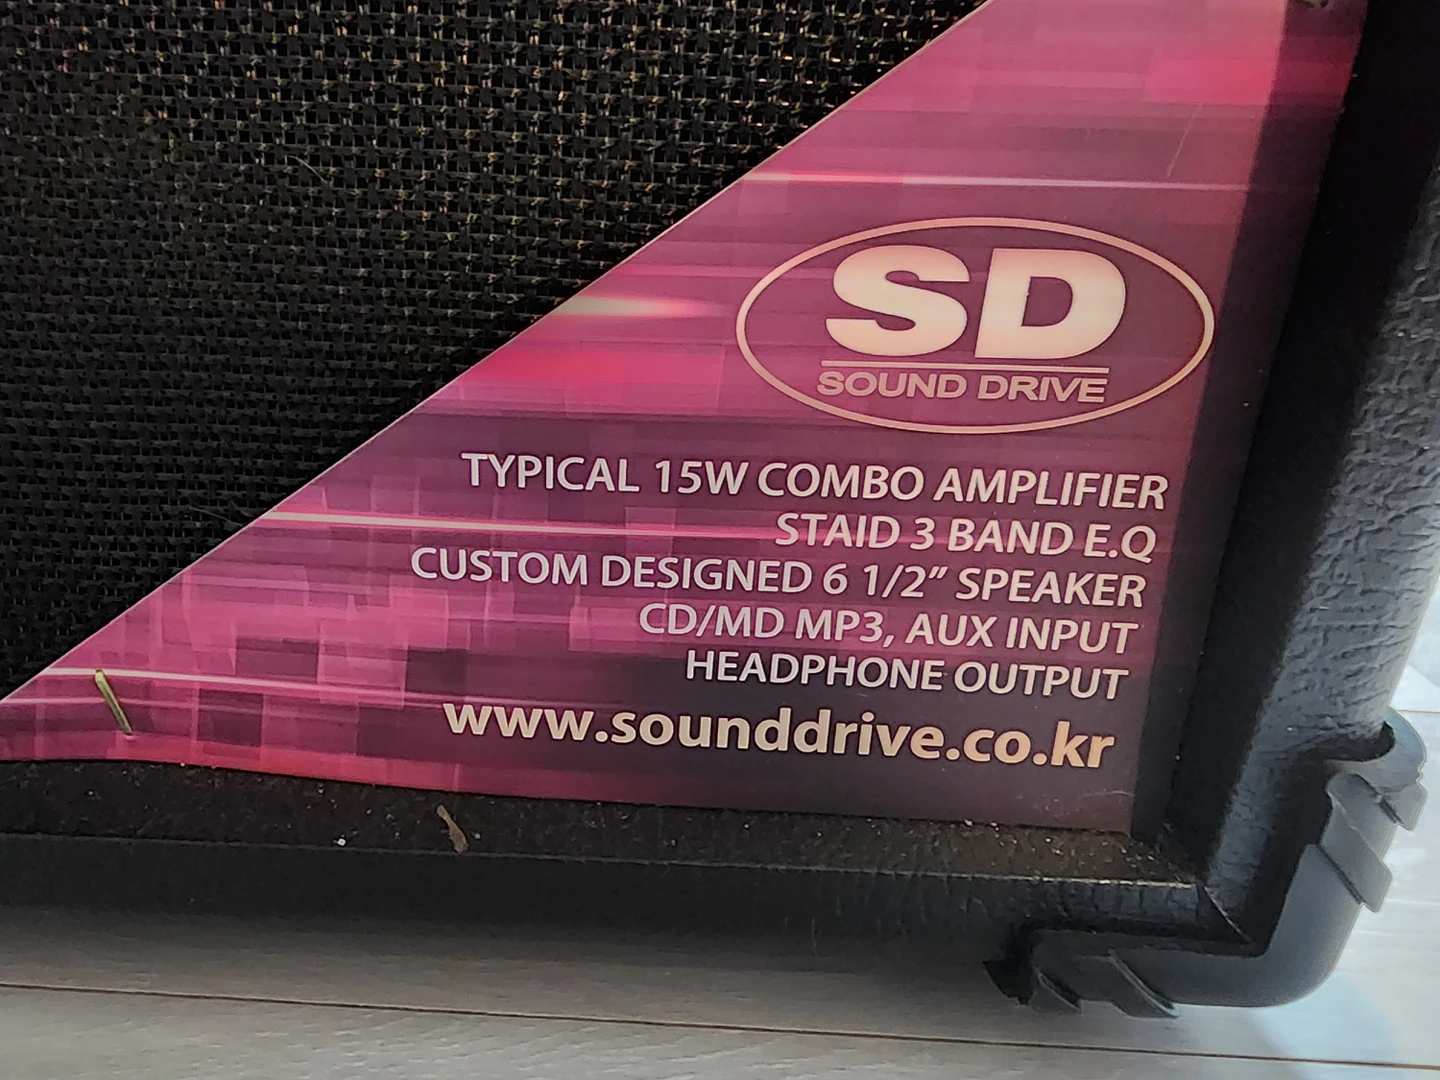 SD
SOUND DRIVE
TYPICAL 15W COMBO AMPLIFIER
STAID 3 BAND E.Q
CUSTOM DESIGNED 6 1/2" SPEAKER
CD/MD MP3, AUX INPUT
HEADPHONE OUTPUT
www.sounddrive.co.kr